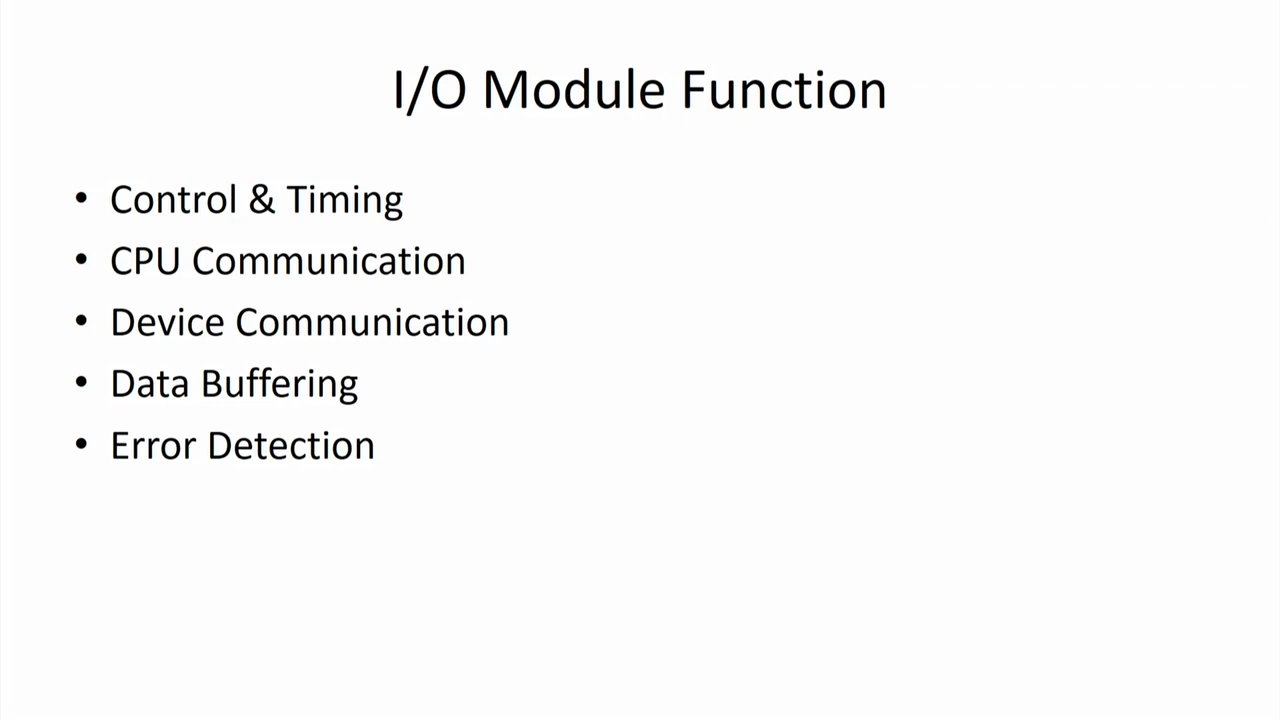 I/O Module Function
• Control & Timing
• CPU Communication
• Device Communication
• Data Buffering
• Error Detection